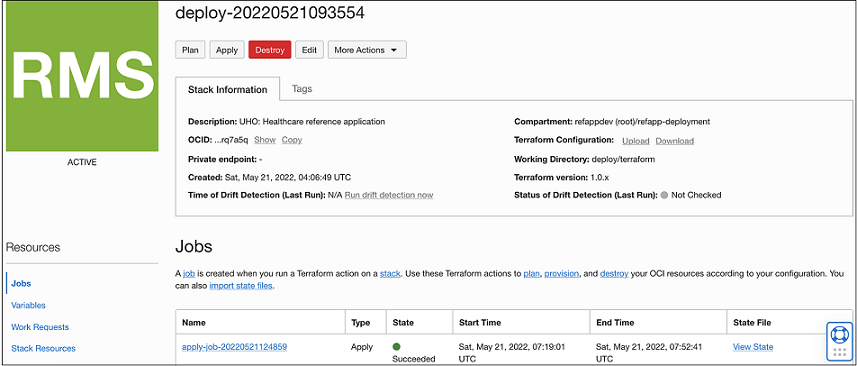 deploy-20220521093554
RMS
ACTIVE
Plan
Apply
Destroy
Edit
More Actions
Stack Information
Tags
Description: UHO: Healthcare reference application
OCID: ...rq7a5q Show Copy
Private endpoint: -
Created: Sat, May 21, 2022, 04:06:49 UTC
Time of Drift Detection (Last Run): N/A Run drift detection now
Compartment: refappdev (root)/refapp-deployment
Terraform Configuration: Upload Download
Working Directory: deploy/terraform
Terraform version: 1.0.x
Status of Drift Detection (Last Run): Not Checked
Resources
Jobs
Variables
Work Requests
Stack Resources
Jobs
A job is created when you run a Terraform action on a stack. Use these Terraform actions to plan, provision, and destroy your OCI resources according to your configuration. You
can also import state files.
Name Type State Start Time End Time State File
apply-job-20220521124859 Apply Succeeded Sat, May 21, 2022, 07:19:01 UTC Sat, May 21, 2022, 07:52:41 UTC View State